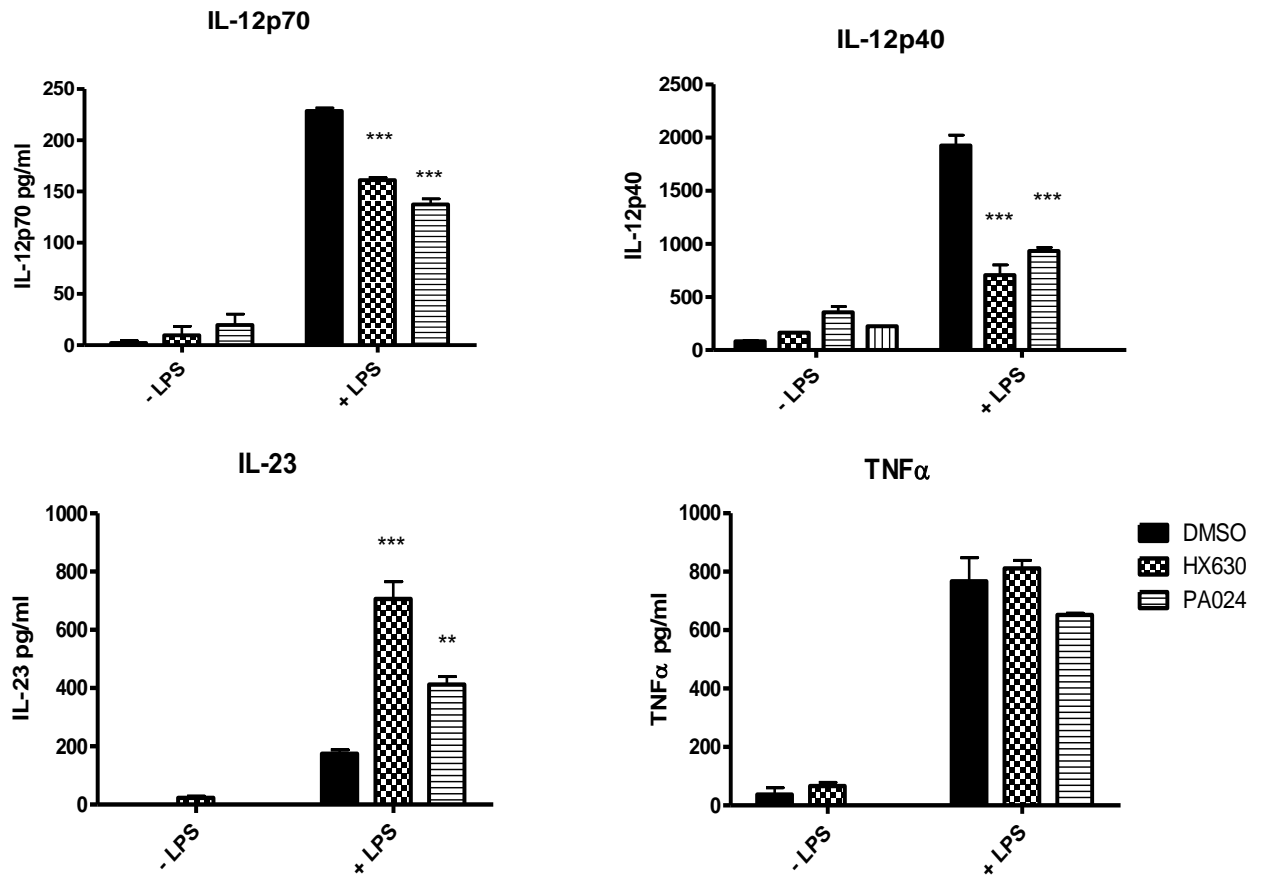 IL-12p70
IL-12p70 pg/ml
250
200
150
100
50
0
***
***
- LPS
+ LPS
IL-12p40
IL-12p40
2500
2000
1500
1000
500
0
***
***
- LPS
+ LPS
IL-23
IL-23 pg/ml
1000
800
600
400
200
0
***
**
- LPS
+ LPS
TNFα
TNFα pg/ml
1000
800
600
400
200
0
- LPS
+ LPS
DMSO
HX630
PA024